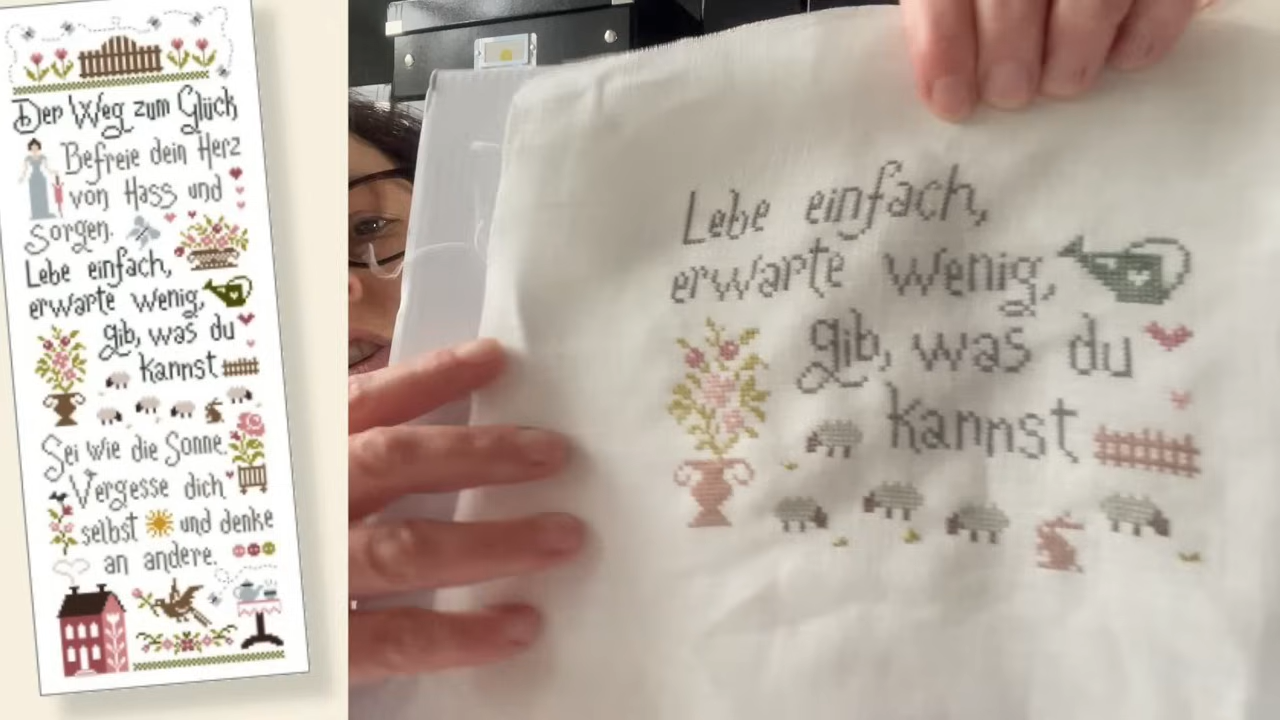 Der Weg zum Glück
Befreie dein Herz
von Hass und
Sorgen.
Lebe einfach,
erwarte wenig,
gib, was du
kannst
Sei wie die Sonne.
Vergesse dich
selbst und denke
an andere.
Lebe einfach,
erwarte wenig,
gib, was du
kannst